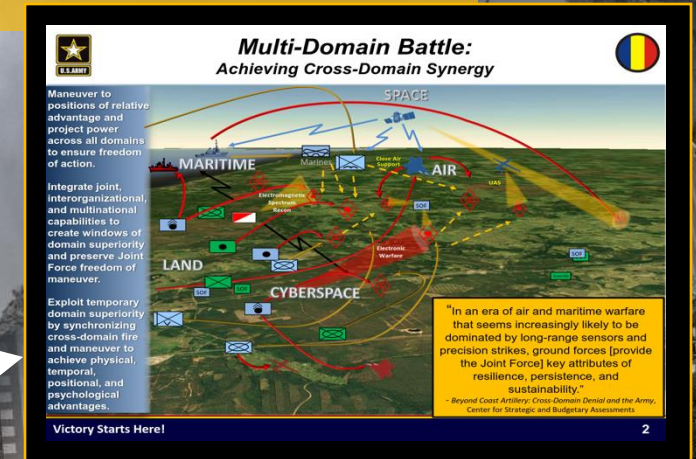 U.S.ARMY
Multi-Domain Battle:
Achieving Cross-Domain Synergy
Maneuver to
positions of relative
advantage and
project power
across all domains
to ensure freedom
of action.
Integrate joint,
interorganizational,
and multinational
capabilities to
create windows of
domain superiority
and preserve Joint
Force freedom of
maneuver.
Exploit temporary
domain superiority
by synchronizing
cross-domain fire
and maneuver to
achieve physical,
temporal,
positional, and
psychological
advantages.
SPACE
MARITIME
Marines
Close Air
Support
AIR
UAS
Electromagnetic
Spectrum
Recon
SOF
SOF
Electronic
Warfare
LAND
SOF
SOF
CYBERSPACE
"In an era of air and maritime warfare
that seems increasingly likely to be
dominated by long-range sensors and
precision strikes, ground forces [provide
the Joint Force] key attributes of
resilience, persistence, and
sustainability."
- Beyond Coast Artillery: Cross-Domain Denial and the Army,
Center for Strategic and Budgetary Assessments
Victory Starts Here!
2